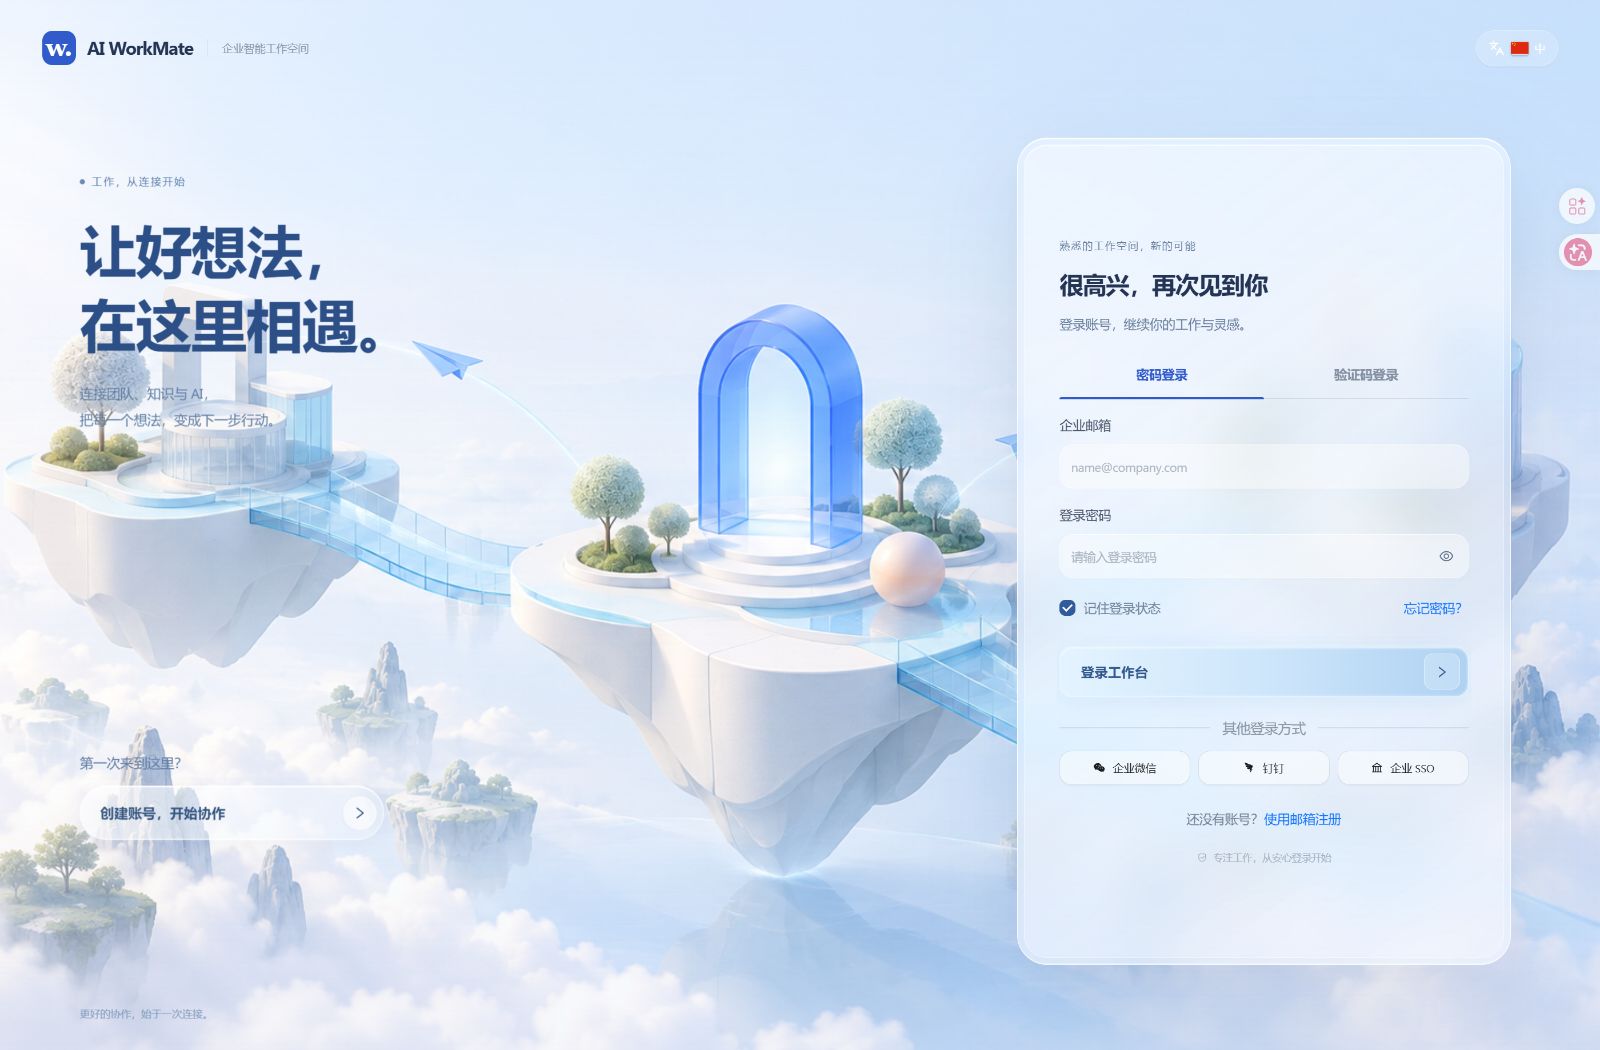 w.
AI WorkMate
企业智能工作空间
中
工作，从连接开始
让好想法，
在这里相遇。
连接团队、知识与 AI，
把每一个想法，变成下一步行动。
第一次来到这里？
创建账号，开始协作
更好的协作，始于一次连接。
熟悉的工作空间，新的可能
很高兴，再次见到你
登录账号，继续你的工作与灵感。
密码登录
验证码登录
企业邮箱
name@company.com
登录密码
请输入登录密码
记住登录状态
忘记密码？
登录工作台
其他登录方式
企业微信
钉钉
企业 SSO
还没有账号？使用邮箱注册
专注工作，从安心登录开始